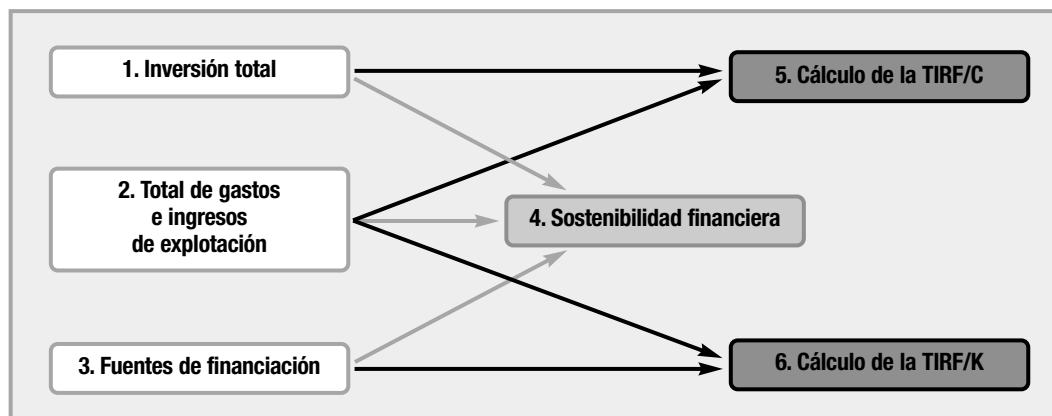 1. Inversión total
2. Total de gastos
e ingresos
de explotación
3. Fuentes de financiación
4. Sostenibilidad financiera
5. Cálculo de la TIRF/C
6. Cálculo de la TIRF/K